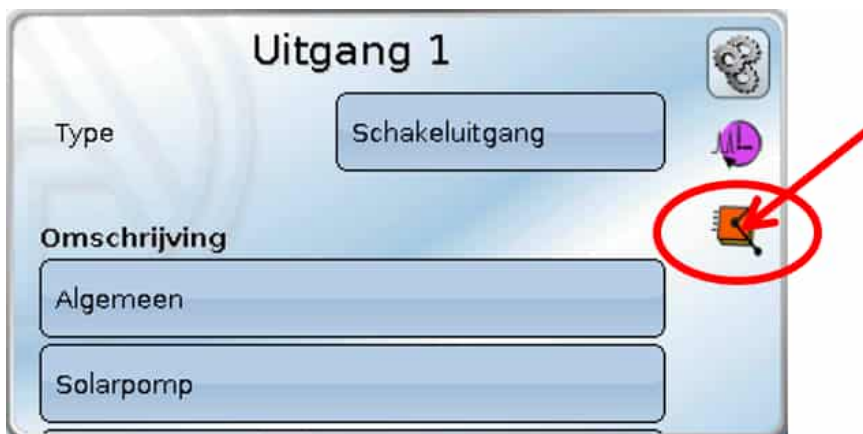 Uitgang 1
Type Schakeluitgang
Omschrijving
Algemeen
Solarpomp